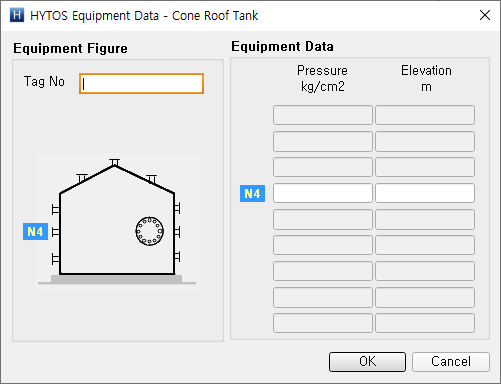 H HYTOS Equipment Data - Cone Roof Tank
Equipment Figure
Tag No
N4
Equipment Data
Pressure Elevation
kg/cm2 m
N4
OK Cancel